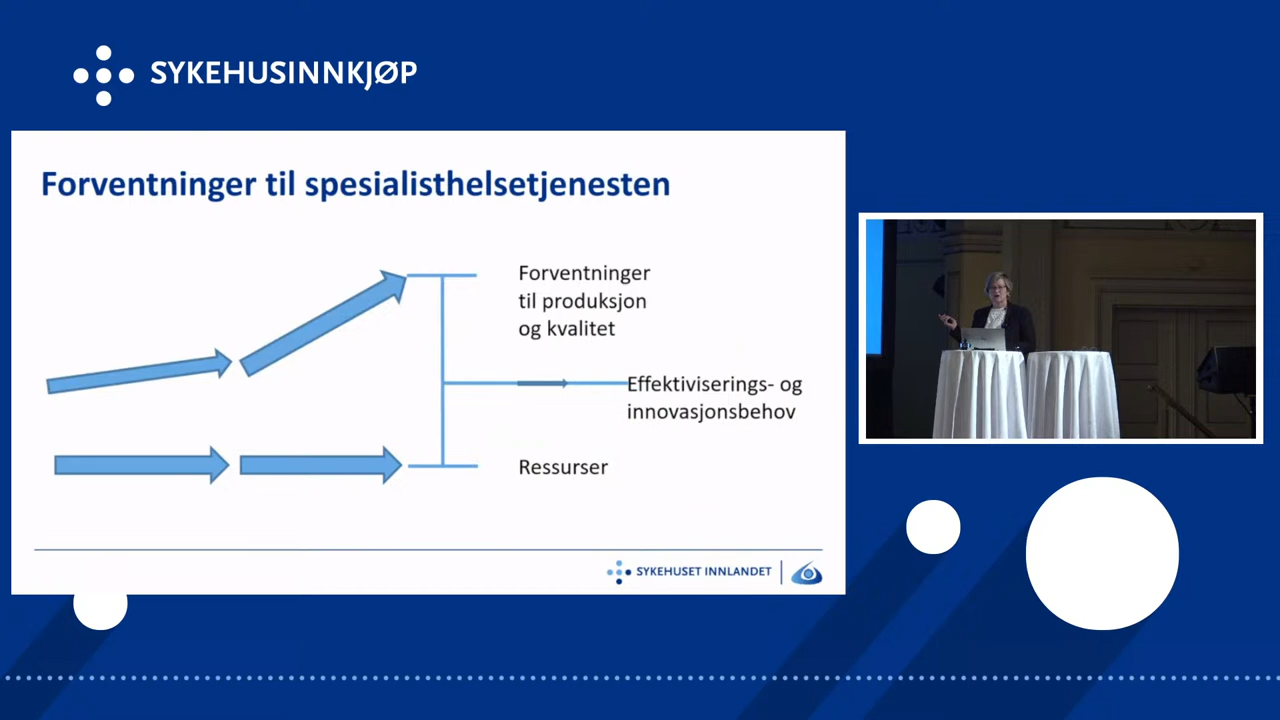 SYKEHUSINNKJØP
Forventninger til spesialisthelsetjenesten
Forventninger
til produksjon
og kvalitet
Effektiviserings- og
innovasjonsbehov
Ressurser
SYKEHUSET INNLANDET